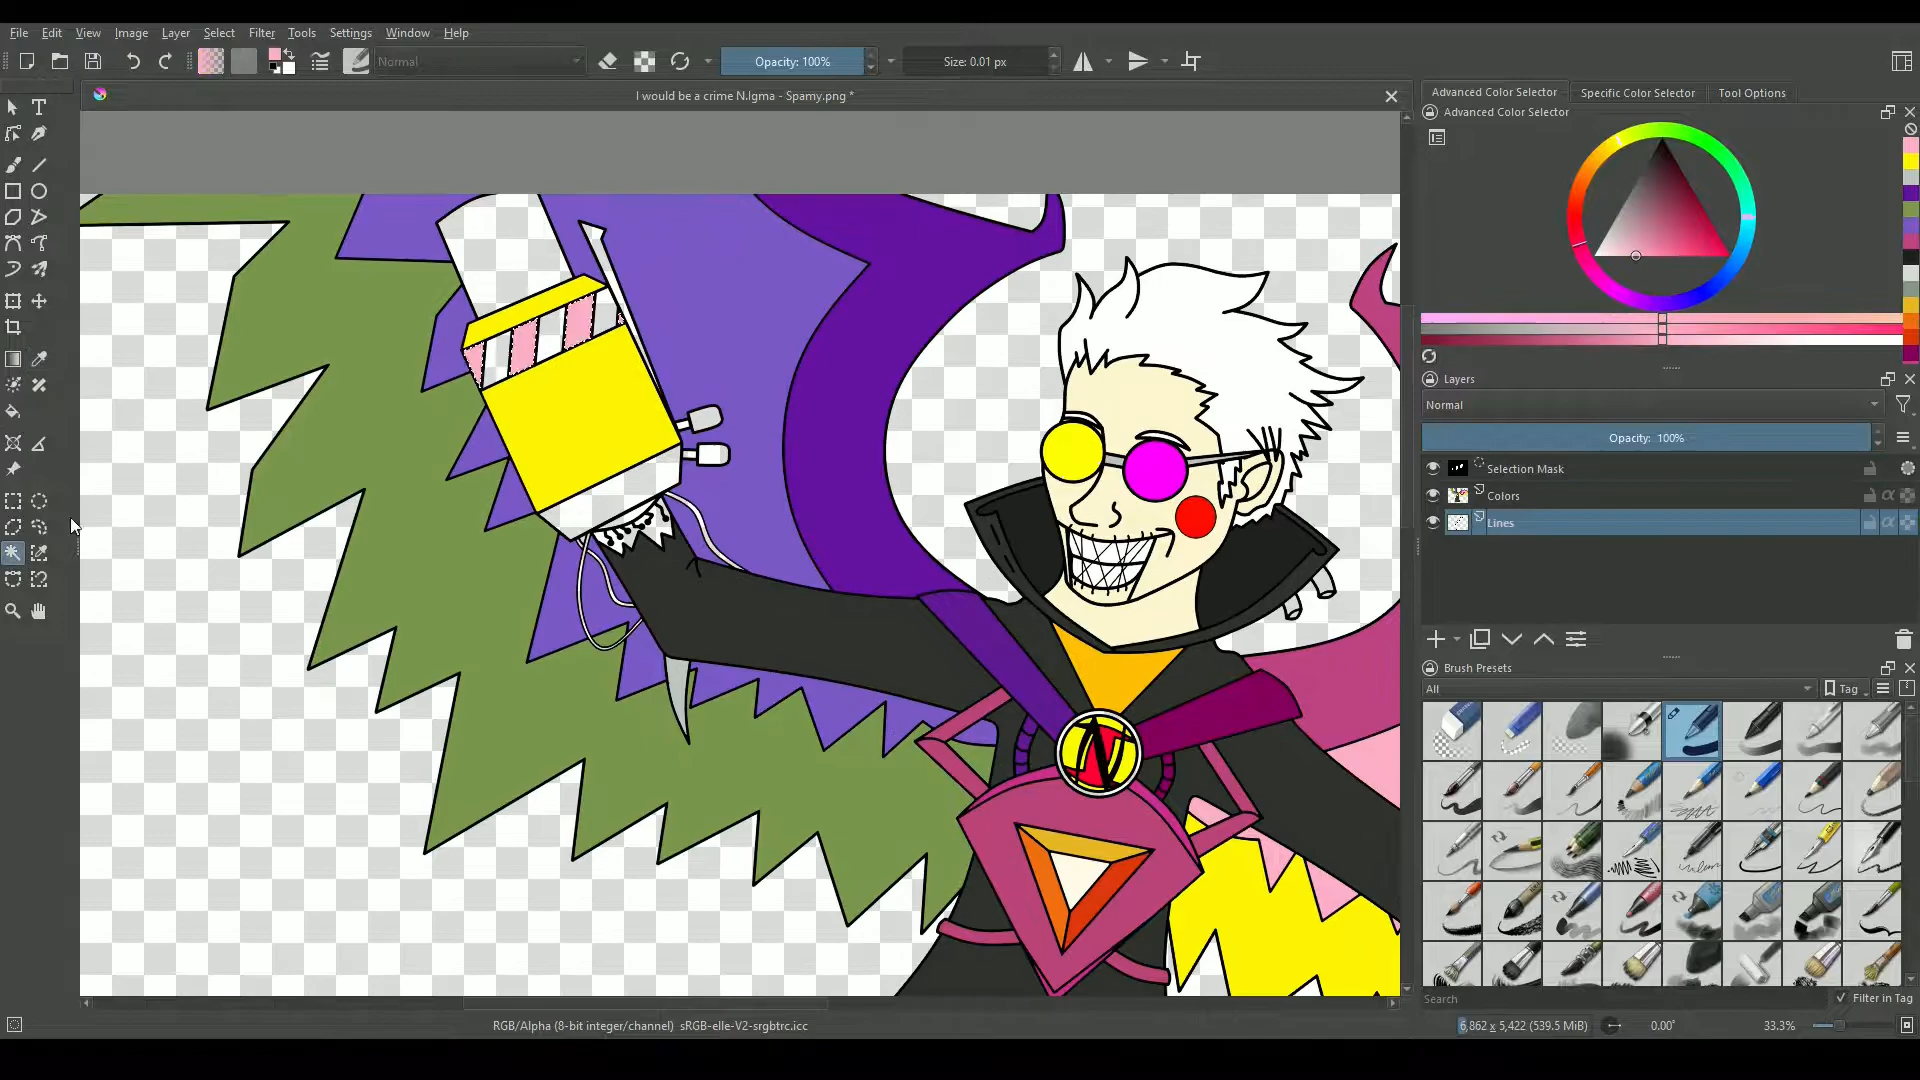 File Edit View Image Layer Select Filter Tools Settings Window Help
Normal Opacity: 100% Size: 0.01 px
I would be a crime N.Igma - Spamy.png *
Advanced Color Selector Specific Color Selector Tool Options
Advanced Color Selector
Layers
Normal
Opacity: 100%
Selection Mask
Colors
Lines
Brush Presets
All Tag
N
Search Filter in Tag
RGB/Alpha (8-bit integer/channel) sRGB-elle-V2-srgbtrc.icc 6,862 x 5,422 (539.5 MiB) 0.00° 33.3%